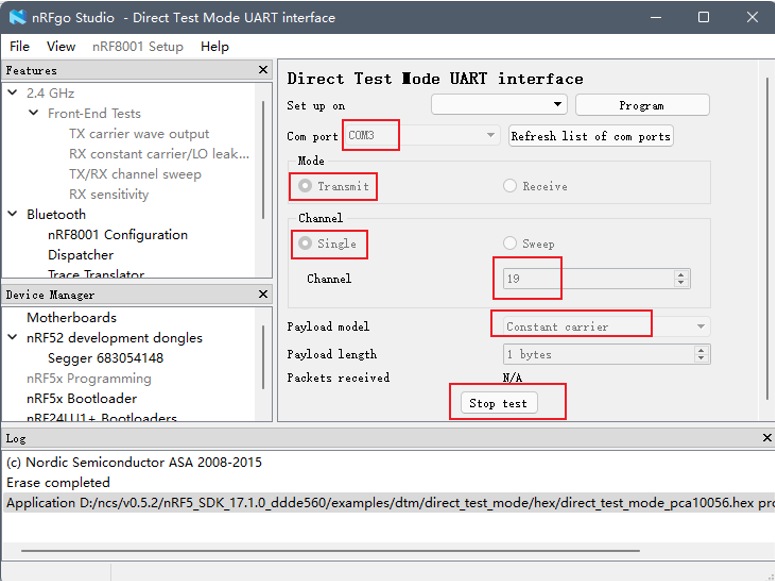 nRFgo Studio - Direct Test Mode UART interface
File View nRF8001 Setup Help
Features
2.4 GHz
Front-End Tests
TX carrier wave output
RX constant carrier/LO leak...
TX/RX channel sweep
RX sensitivity
Bluetooth
nRF8001 Configuration
Dispatcher
Trace Translator
Device Manager
Motherboards
nRF52 development dongles
Segger 683054148
nRF5x Programming
nRF5x Bootloader
nRF24LU1+ Bootloaders
Direct Test Mode UART interface
Set up on Program
Com port COM3 Refresh list of com ports
Mode
Transmit Receive
Channel
Single Sweep
Channel 19
Payload model Constant carrier
Payload length 1 bytes
Packets received N/A
Stop test
Log
(c) Nordic Semiconductor ASA 2008-2015
Erase completed
Application D:/ncs/v0.5.2/nRF5_SDK_17.1.0_ddde560/examples/dtm/direct_test_mode/hex/direct_test_mode_pca10056.hex pro